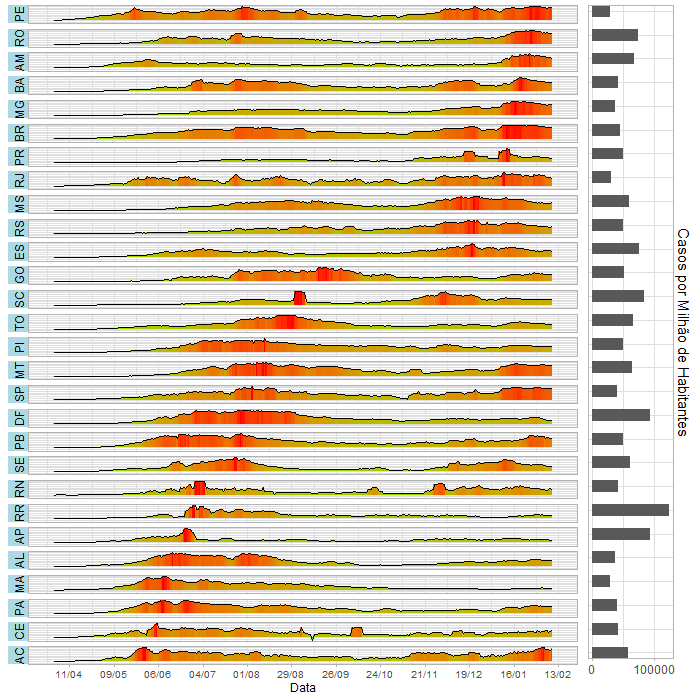 PE
RO
AM
BA
MG
BR
PR
RJ
MS
RS
ES
GO
SC
TO
PI
MT
SP
DF
PB
SE
RN
RR
AP
AL
MA
PA
CE
AC
11/04 09/05 06/06 04/07 01/08 29/08 26/09 24/10 21/11 19/12 16/01 13/02
Data
0 100000
Casos por Milhão de Habitantes